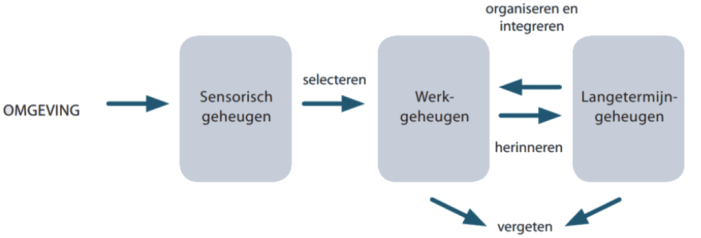 organiseren en
integreren
OMGEVING
Sensorisch
geheugen
selecteren
Werk-
geheugen
Langetermijn-
geheugen
herinneren
vergeten